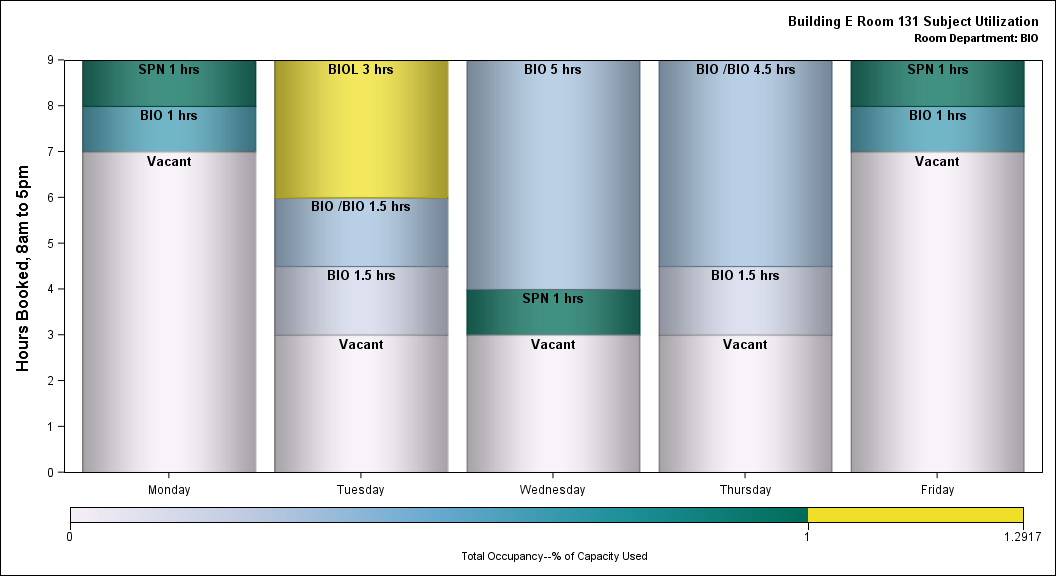 Building E Room 131 Subject Utilization
Room Department: BIO
Hours Booked, 8am to 5pm
9
8
7
6
5
4
3
2
1
0
SPN 1 hrs
BIO 1 hrs
Vacant
BIOL 3 hrs
BIO /BIO 1.5 hrs
BIO 1.5 hrs
Vacant
BIO 5 hrs
SPN 1 hrs
Vacant
BIO /BIO 4.5 hrs
BIO 1.5 hrs
Vacant
SPN 1 hrs
BIO 1 hrs
Vacant
Monday Tuesday Wednesday Thursday Friday
0 1 1.2917
Total Occupancy--% of Capacity Used